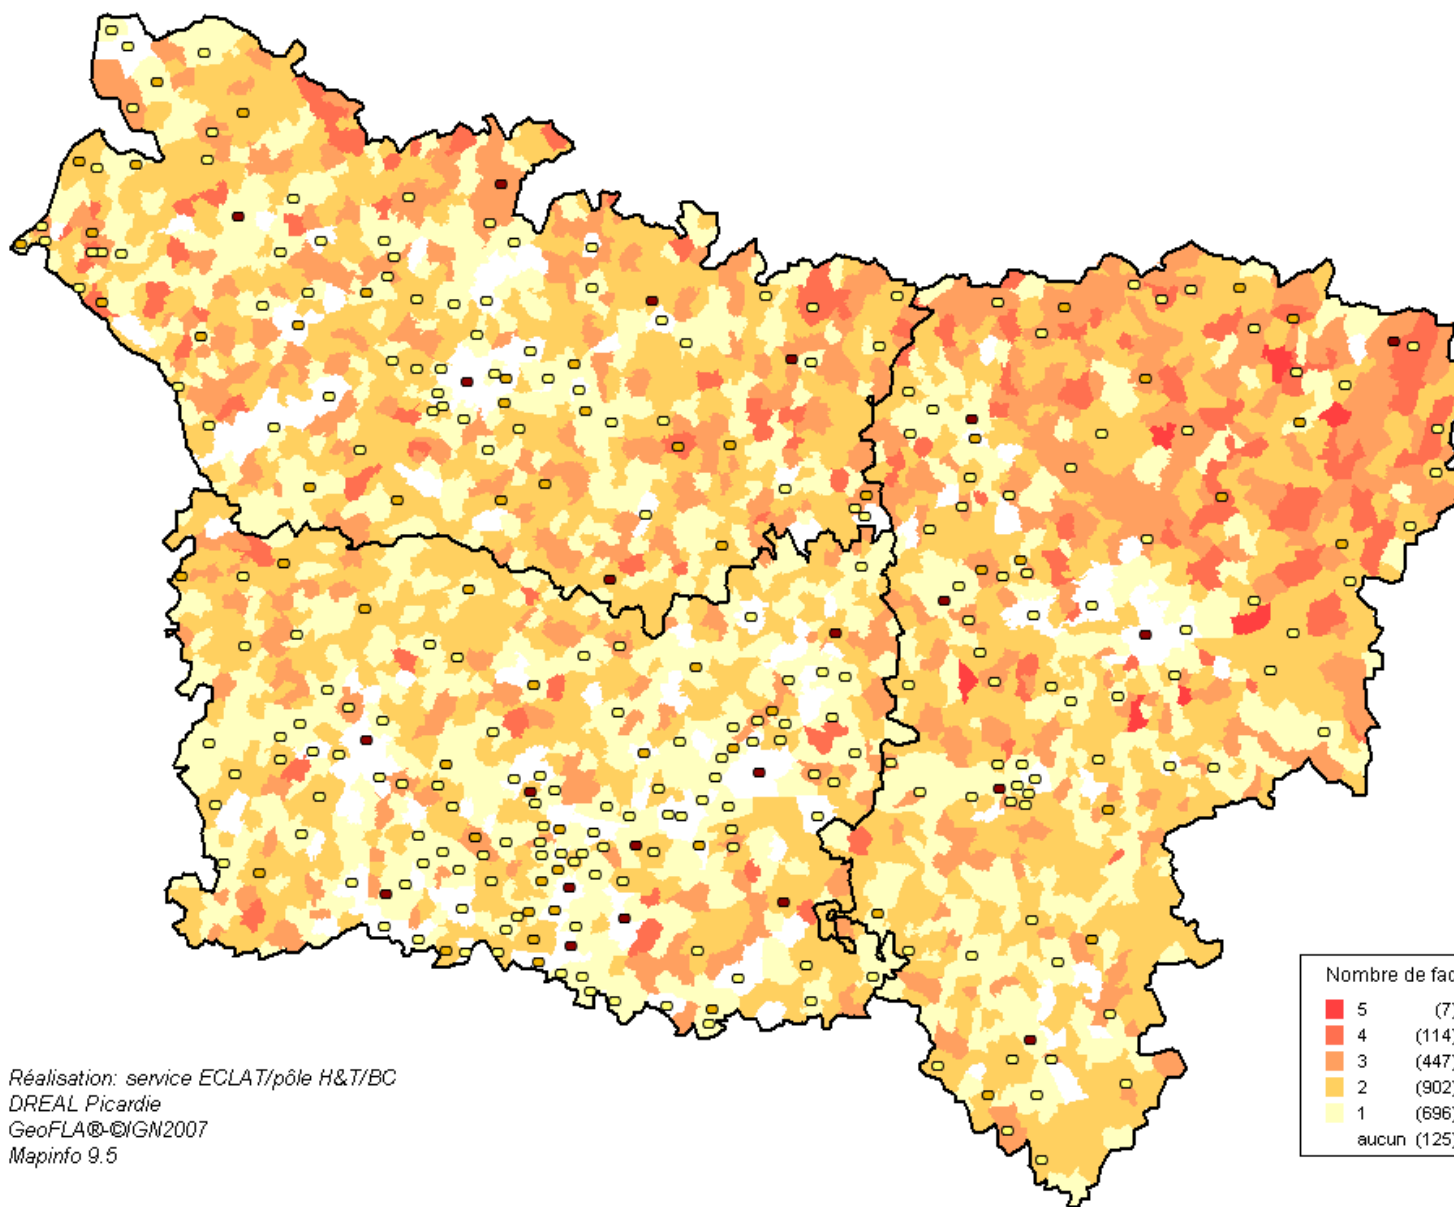 Réalisation: service ECLAT/pôle H&T/BC
DREAL Picardie
GeoFLA®-©IGN2007
Mapinfo 9.5
Nombre de fac
5 (7)
4 (114)
3 (447)
2 (902)
1 (696)
aucun (125)